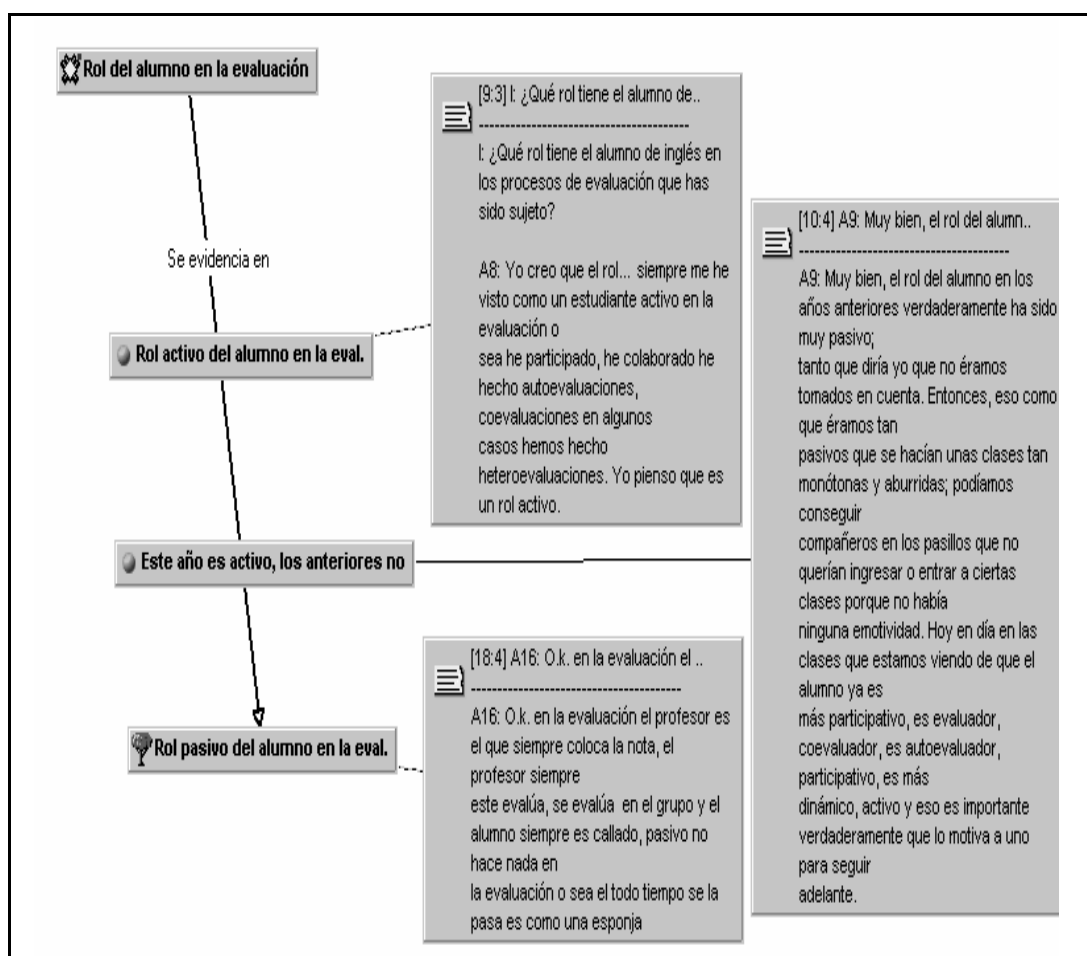 Rol del alumno en la evaluación
[9:3] I: ¿Qué rol tiene el alumno de..
----------------------------------------
I: ¿Qué rol tiene el alumno de inglés en
los procesos de evaluación que has
sido sujeto?
A8: Yo creo que el rol... siempre me he
visto como un estudiante activo en la
evaluación o
sea he participado, he colaborado he
hecho autoevaluaciones,
coevaluaciones en algunos
casos hemos hecho
heteroevaluaciones. Yo pienso que es
un rol activo.
Se evidencia en
Rol activo del alumno en la eval.
[10:4] A9: Muy bien, el rol del alumn..
----------------------------------------
A9: Muy bien, el rol del alumno en los
años anteriores verdaderamente ha sido
muy pasivo;
tanto que diría yo que no éramos
tomados en cuenta. Entonces, eso como
que éramos tan
pasivos que se hacían unas clases tan
monótonas y aburridas; podíamos
conseguir
compañeros en los pasillos que no
querían ingresar o entrar a ciertas
clases porque no había
ninguna emotividad. Hoy en día en las
clases que estamos viendo de que el
alumno ya es
más participativo, es evaluador,
coevaluador, es autoevaluador,
participativo, es más
dinámico, activo y eso es importante
verdaderamente que lo motiva a uno
para seguir
adelante.
Este año es activo, los anteriores no
[18:4] A16: O.k. en la evaluación el ..
----------------------------------------
A16: O.k. en la evaluación el profesor es
el que siempre coloca la nota, el
profesor siempre
este evalúa, se evalúa en el grupo y el
alumno siempre es callado, pasivo no
hace nada en
la evaluación o sea el todo tiempo se la
pasa es como una esponja
Rol pasivo del alumno en la eval.